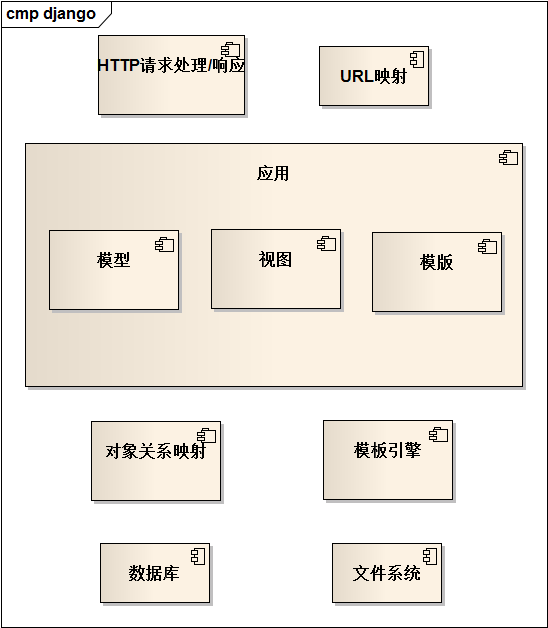 cmp django
HTTP请求处理/响应
URL映射
应用
模型
视图
模版
对象关系映射
模板引擎
数据库
文件系统